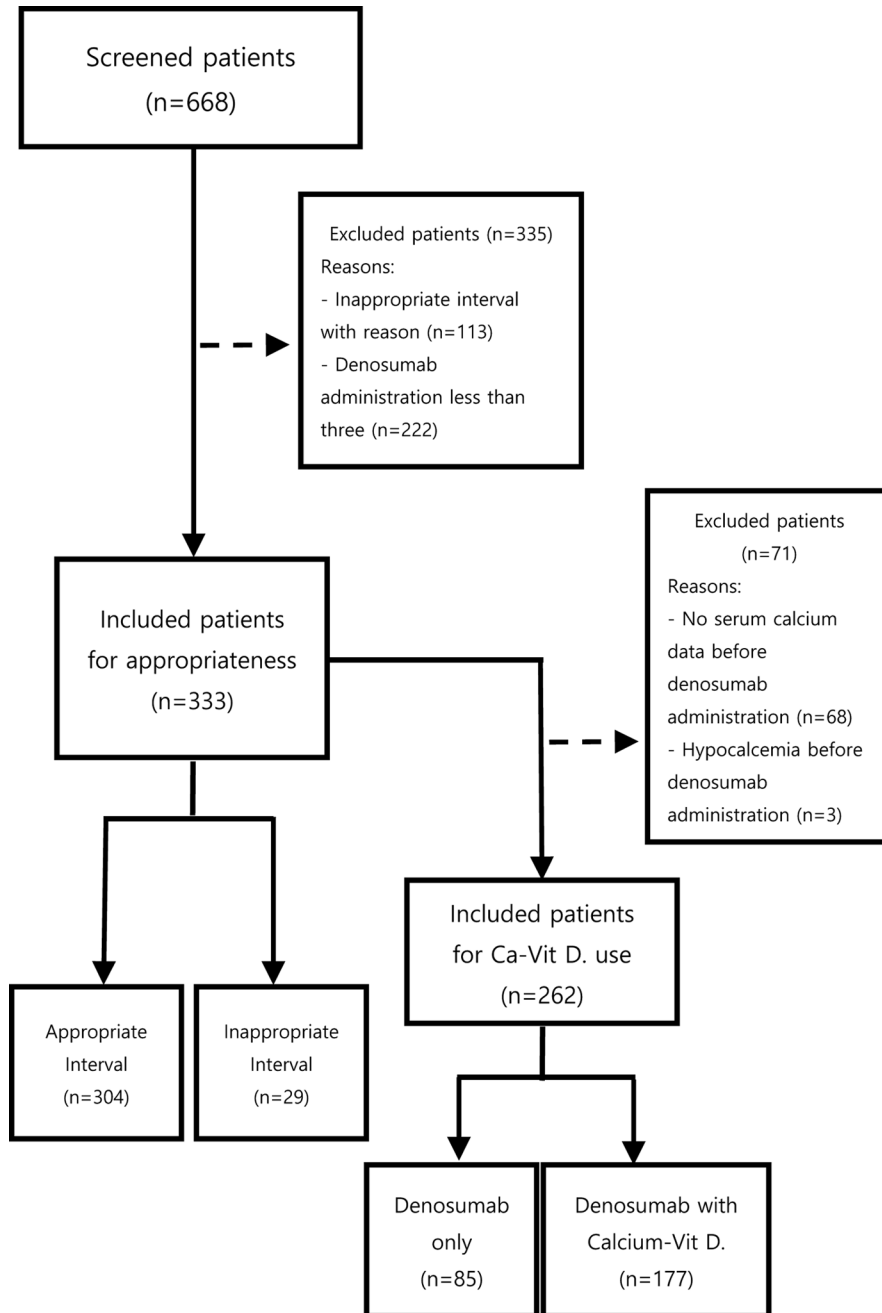 Screened patients
(n=668)
Excluded patients (n=335)
Reasons:
- Inappropriate interval
with reason (n=113)
- Denosumab
administration less than
three (n=222)
Excluded patients
(n=71)
Reasons:
- No serum calcium
data before
denosumab
administration (n=68)
- Hypocalcemia before
denosumab
administration (n=3)
Included patients
for appropriateness
(n=333)
Included patients
for Ca-Vit D. use
(n=262)
Appropriate
Interval
(n=304)
Inappropriate
Interval
(n=29)
Denosumab
only
(n=85)
Denosumab with
Calcium-Vit D.
(n=177)